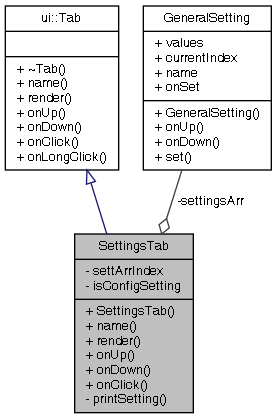 ui::Tab
+ ~Tab()
+ name()
+ render()
+ onUp()
+ onDown()
+ onClick()
+ onLongClick()
GeneralSetting
+ values
+ currentIndex
+ name
+ onSet
+ GeneralSetting()
+ onUp()
+ onDown()
+ set()
-settingsArr
SettingsTab
- settArrIndex
- isConfigSetting
+ SettingsTab()
+ name()
+ render()
+ onUp()
+ onDown()
+ onClick()
- printSetting()